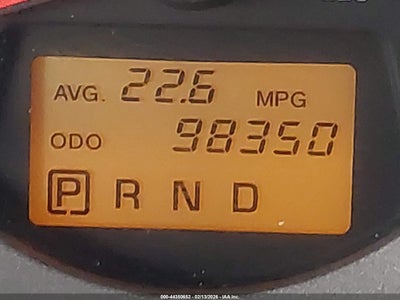 AVG. 22.6 MPG
ODO 98350
P R N D
000-44350652 - 02/13/2026 - IAA Inc.